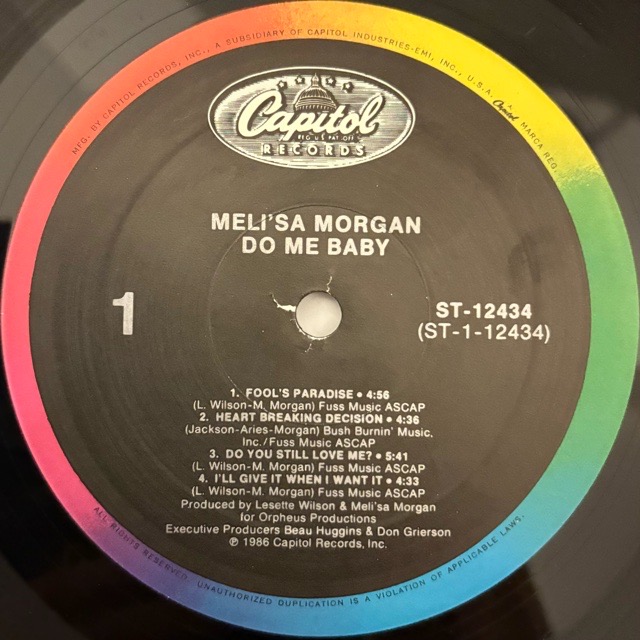 MFG. BY CAPITOL RECORDS, INC., A SUBSIDIARY OF CAPITOL INDUSTRIES-EMI, INC., U.S.A. Capitol MARCA REG.
Capitol
REG. U.S. PAT. OFF.
RECORDS
MELI'SA MORGAN
DO ME BABY
1
ST-12434
(ST-1-12434)
1. FOOL'S PARADISE • 4:56
(L. Wilson-M. Morgan) Fuss Music ASCAP
2. HEART BREAKING DECISION • 4:36
(Jackson-Aries-Morgan) Bush Burnin' Music,
Inc./Fuss Music ASCAP
3. DO YOU STILL LOVE ME? • 5:41
(L. Wilson-M. Morgan) Fuss Music ASCAP
4. I'LL GIVE IT WHEN I WANT IT • 4:33
(L. Wilson-M. Morgan) Fuss Music ASCAP
Produced by Lesette Wilson & Meli'sa Morgan
for Orpheus Productions
Executive Producers Beau Huggins & Don Grierson
℗ 1986 Capitol Records, Inc.
ALL RIGHTS RESERVED. UNAUTHORIZED DUPLICATION IS A VIOLATION OF APPLICABLE LAWS.